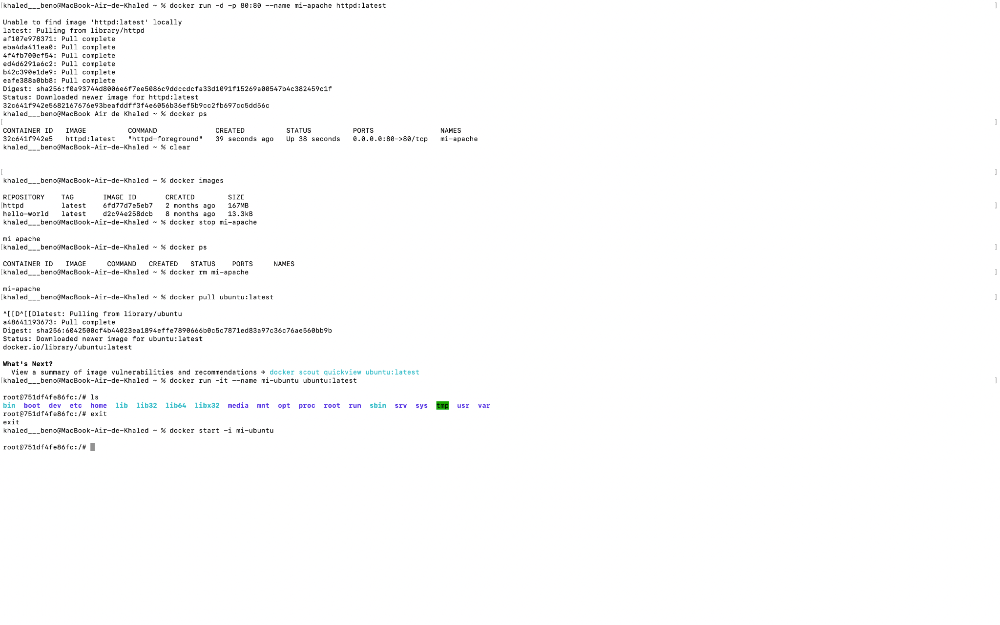 [khaled___beno@MacBook-Air-de-Khaled ~ % docker run -d -p 80:80 --name mi-apache httpd:latest ]
Unable to find image 'httpd:latest' locally
latest: Pulling from library/httpd
af107e978371: Pull complete
eba4da411ea0: Pull complete
4f4fb700ef54: Pull complete
ed4d6291a6c2: Pull complete
b42c390e1de9: Pull complete
eafe388a0bb8: Pull complete
Digest: sha256:f0a93744d8006e6f7ee5086c9ddccdcfa33d1091f15269a00547b4c382459c1f
Status: Downloaded newer image for httpd:latest
32c641f942e5682167676e93beafddff3f4e6056b36ef5b9cc2fb697cc5dd56c
khaled___beno@MacBook-Air-de-Khaled ~ % docker ps
[ ]
CONTAINER ID   IMAGE          COMMAND              CREATED          STATUS          PORTS                NAMES
32c641f942e5   httpd:latest   "httpd-foreground"   39 seconds ago   Up 38 seconds   0.0.0.0:80->80/tcp   mi-apache
khaled___beno@MacBook-Air-de-Khaled ~ % clear
[ ]
khaled___beno@MacBook-Air-de-Khaled ~ % docker images
REPOSITORY    TAG       IMAGE ID       CREATED        SIZE
[httpd         latest    6fd77d7e5eb7   2 months ago   167MB ]
hello-world   latest    d2c94e258dcb   8 months ago   13.3kB
khaled___beno@MacBook-Air-de-Khaled ~ % docker stop mi-apache
mi-apache
[khaled___beno@MacBook-Air-de-Khaled ~ % docker ps ]
CONTAINER ID   IMAGE     COMMAND   CREATED   STATUS    PORTS     NAMES
[khaled___beno@MacBook-Air-de-Khaled ~ % docker rm mi-apache ]
mi-apache
[khaled___beno@MacBook-Air-de-Khaled ~ % docker pull ubuntu:latest ]
^[[D^[[Dlatest: Pulling from library/ubuntu
a48641193673: Pull complete
Digest: sha256:6042500cf4b44023ea1894effe7890666b0c5c7871ed83a97c36c76ae560bb9b
Status: Downloaded newer image for ubuntu:latest
docker.io/library/ubuntu:latest
What's Next?
View a summary of image vulnerabilities and recommendations → docker scout quickview ubuntu:latest
[khaled___beno@MacBook-Air-de-Khaled ~ % docker run -it --name mi-ubuntu ubuntu:latest ]
root@751df4fe86fc:/# ls
bin  boot  dev  etc  home  lib  lib32  lib64  libx32  media  mnt  opt  proc  root  run  sbin  srv  sys  tmp  usr  var
root@751df4fe86fc:/# exit
exit
khaled___beno@MacBook-Air-de-Khaled ~ % docker start -i mi-ubuntu
root@751df4fe86fc:/#